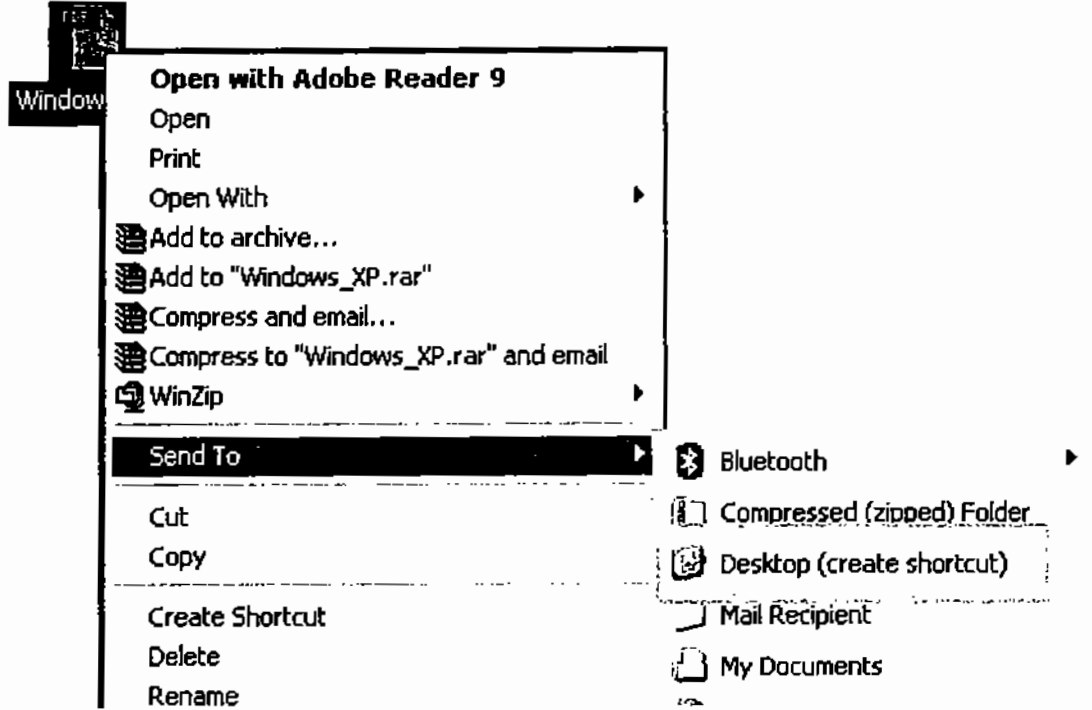 Window
Open with Adobe Reader 9
Open
Print
Open With
Add to archive...
Add to "Windows_XP.rar"
Compress and email...
Compress to "Windows_XP.rar" and email
WinZip
Send To
Cut
Copy
Create Shortcut
Delete
Rename
Bluetooth
Compressed (zipped) Folder
Desktop (create shortcut)
Mail Recipient
My Documents